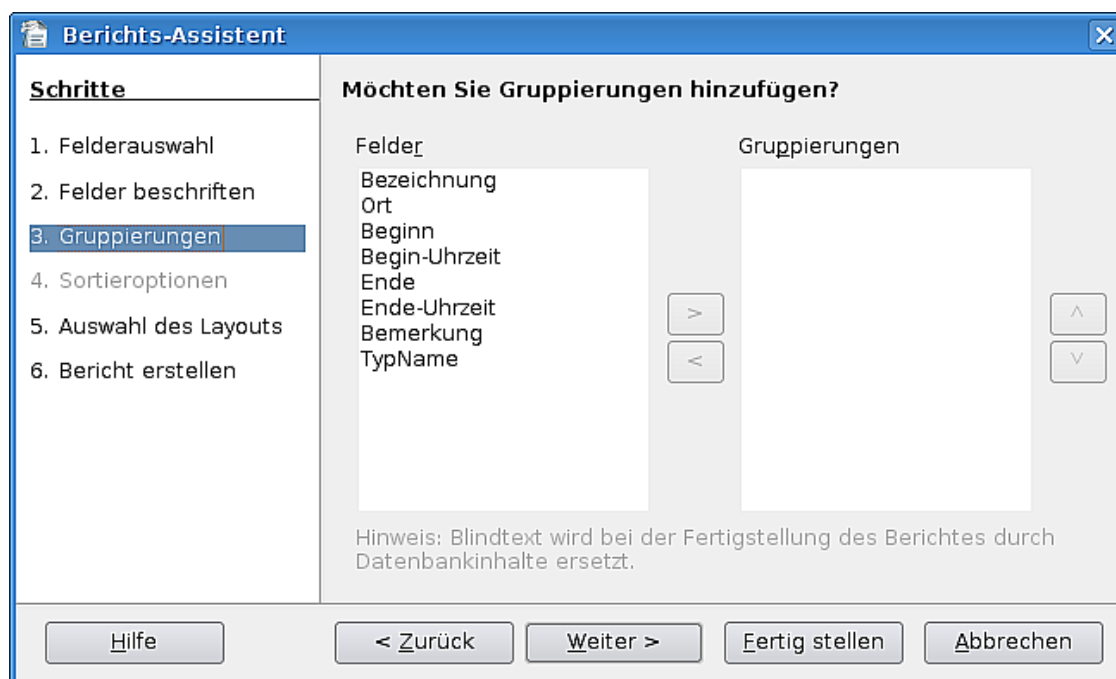 Berichts-Assistent
Schritte
1. Felderauswahl
2. Felder beschriften
3. Gruppierungen
4. Sortieroptionen
5. Auswahl des Layouts
6. Bericht erstellen
Möchten Sie Gruppierungen hinzufügen?
Felder
Bezeichnung
Ort
Beginn
Begin-Uhrzeit
Ende
Ende-Uhrzeit
Bemerkung
TypName
>
<
Gruppierungen
^
v
Hinweis: Blindtext wird bei der Fertigstellung des Berichtes durch
Datenbankinhalte ersetzt.
Hilfe
< Zurück
Weiter >
Fertig stellen
Abbrechen